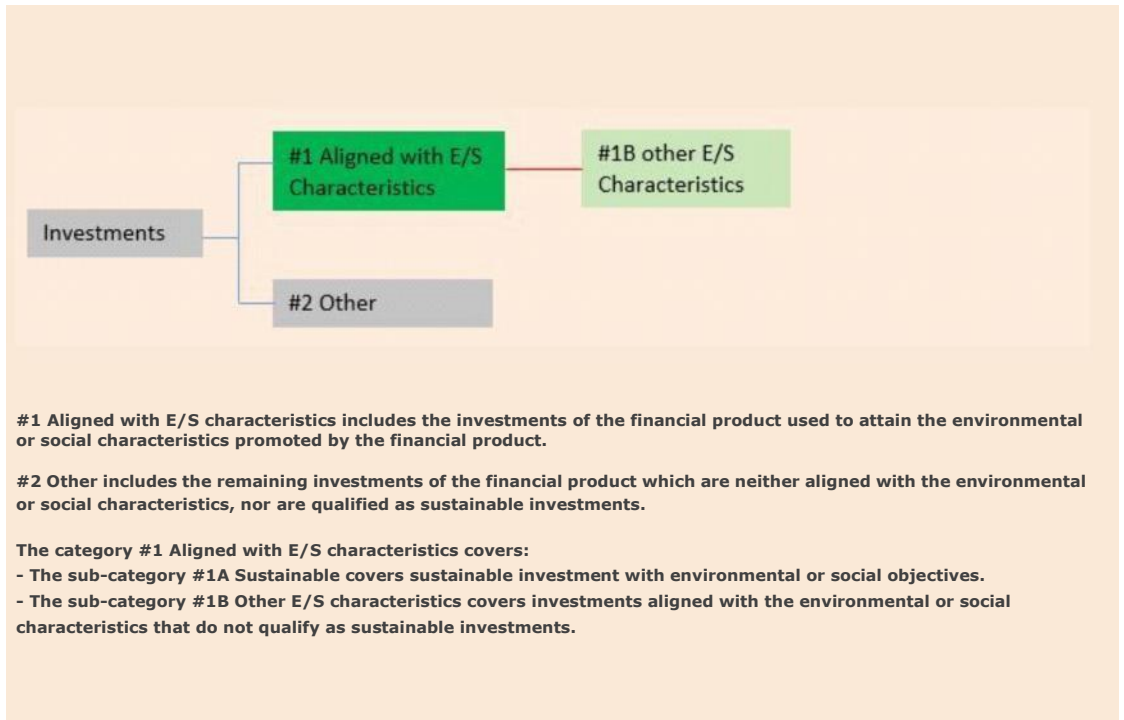 #1 Aligned with E/S
Characteristics
#1B other E/S
Characteristics
Investments
#2 Other
#1 Aligned with E/S characteristics includes the investments of the financial product used to attain the environmental
or social characteristics promoted by the financial product.
#2 Other includes the remaining investments of the financial product which are neither aligned with the environmental
or social characteristics, nor are qualified as sustainable investments.
The category #1 Aligned with E/S characteristics covers:
- The sub-category #1A Sustainable covers sustainable investment with environmental or social objectives.
- The sub-category #1B Other E/S characteristics covers investments aligned with the environmental or social
characteristics that do not qualify as sustainable investments.